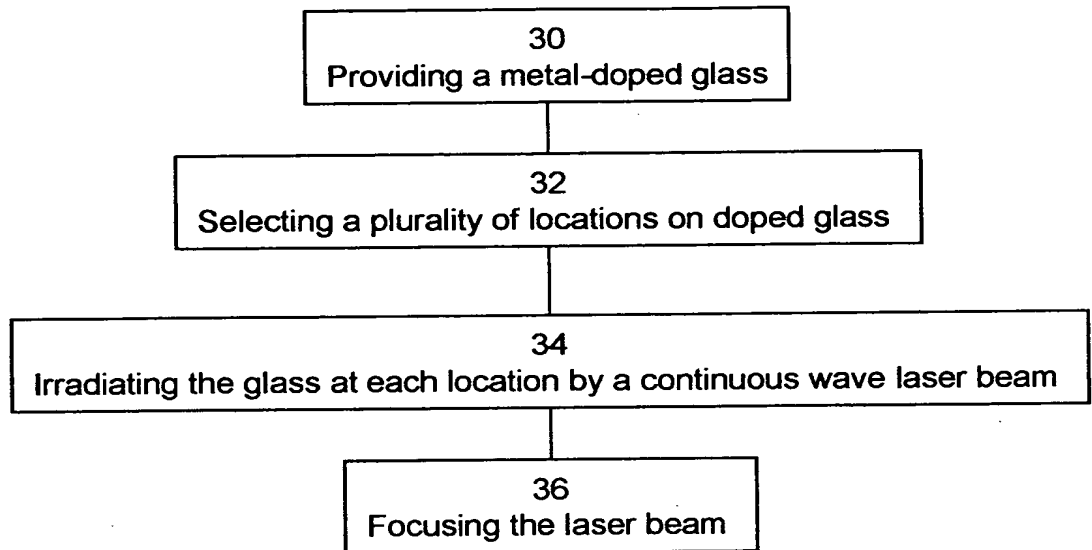 30
Providing a metal-doped glass
32
Selecting a plurality of locations on doped glass
34
Irradiating the glass at each location by a continuous wave laser beam
36
Focusing the laser beam